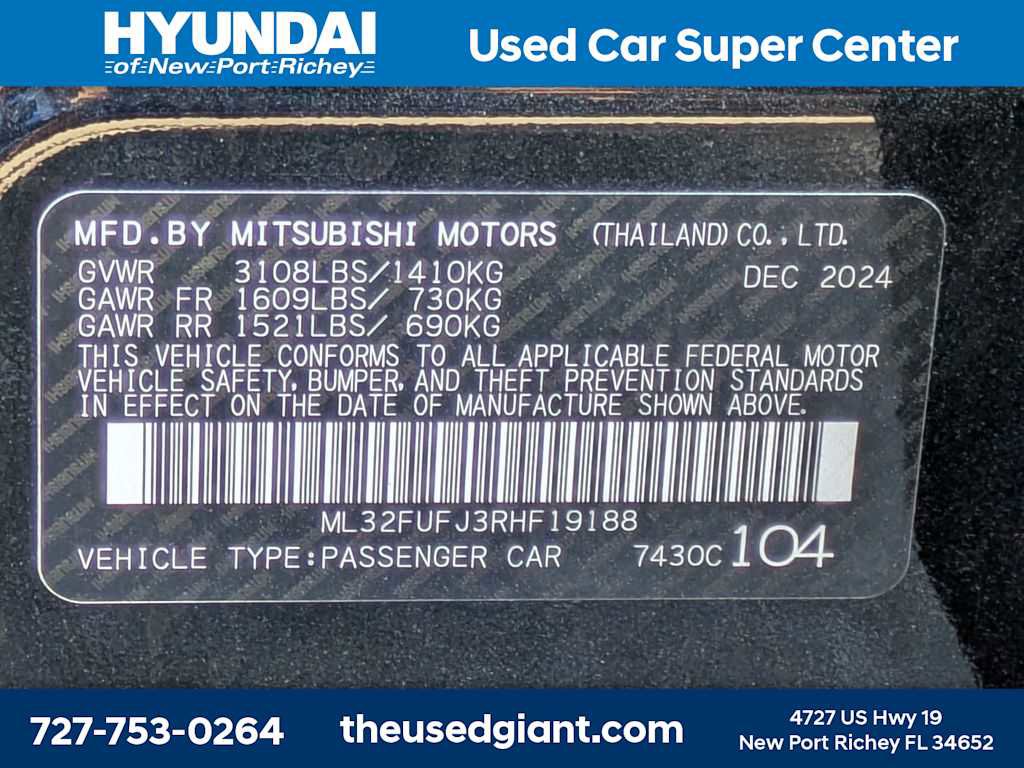 HYUNDAI
of New Port Richey
Used Car Super Center
MFD.BY MITSUBISHI MOTORS (THAILAND) CO., LTD.
GVWR 3108LBS/1410KG DEC 2024
GAWR FR 1609LBS/ 730KG
GAWR RR 1521LBS/ 690KG
THIS VEHICLE CONFORMS TO ALL APPLICABLE FEDERAL MOTOR
VEHICLE SAFETY, BUMPER, AND THEFT PREVENTION STANDARDS
IN EFFECT ON THE DATE OF MANUFACTURE SHOWN ABOVE.
ML32FUFJ3RHF19188
VEHICLE TYPE:PASSENGER CAR 7430C 104
727-753-0264
theusedgiant.com
4727 US Hwy 19
New Port Richey FL 34652